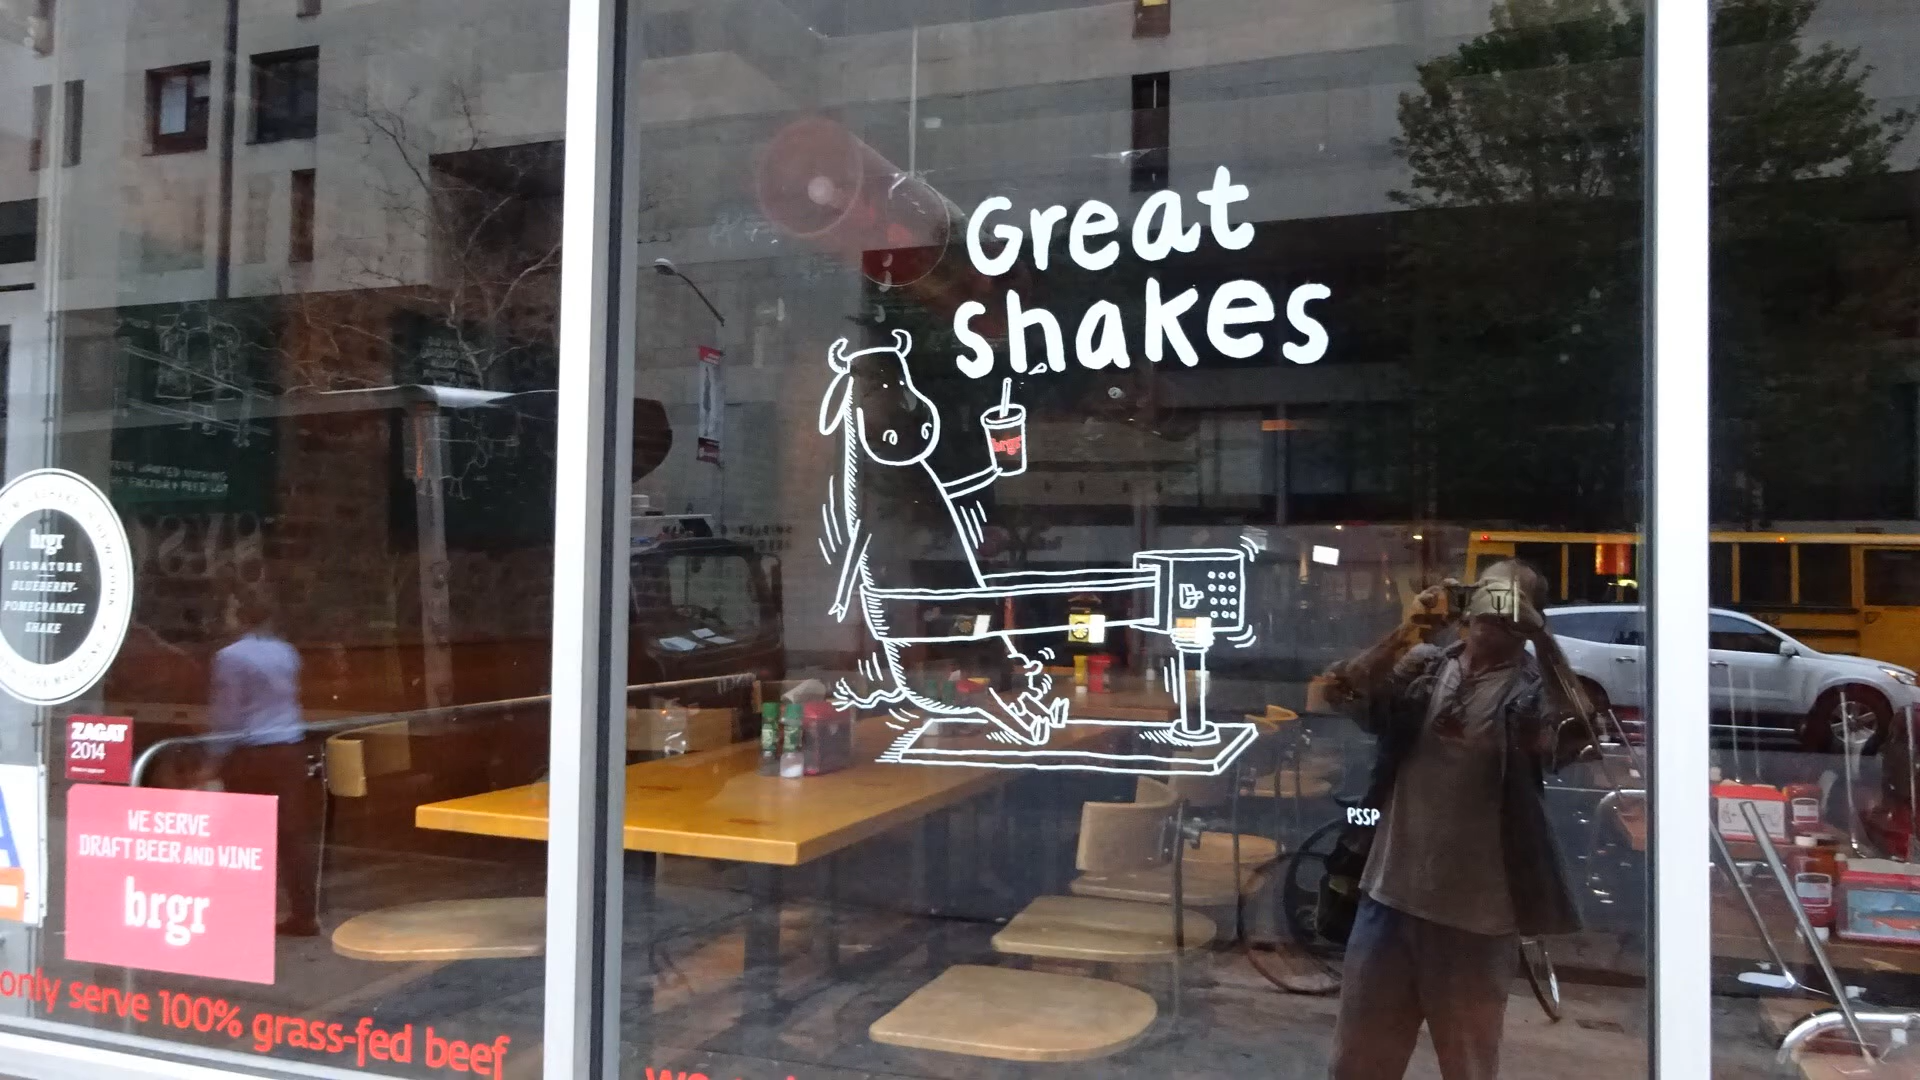 Great
shakes
brgr
brgr
SIGNATURE
BLUEBERRY-
POMEGRANATE
SHAKE
ZAGAT
2014
WE SERVE
DRAFT BEER AND WINE
brgr
only serve 100% grass-fed beef
PSSP